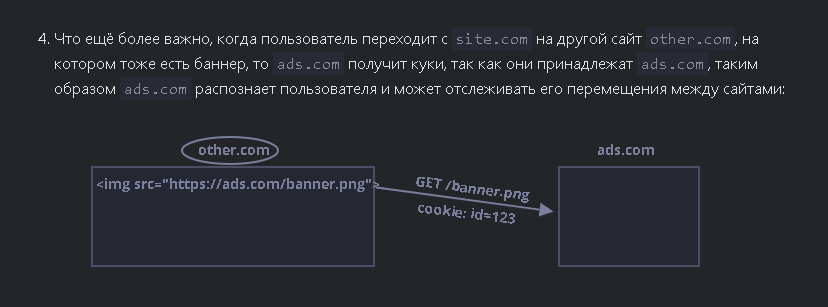 4. Что ещё более важно, когда пользователь переходит с site.com на другой сайт other.com, на
котором тоже есть баннер, то ads.com получит куки, так как они принадлежат ads.com, таким
образом ads.com распознает пользователя и может отслеживать его перемещения между сайтами:
other.com
ads.com
<img src="https://ads.com/banner.png">
GET /banner.png
cookie: id=123